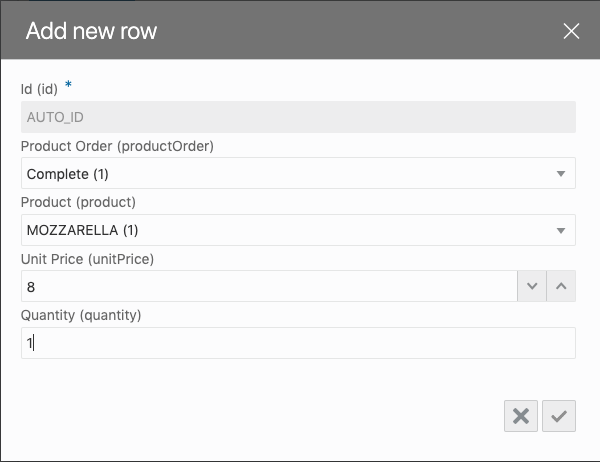 Add new row
Id (id) *
AUTO_ID
Product Order (productOrder)
Complete (1)
Product (product)
MOZZARELLA (1)
Unit Price (unitPrice)
8
Quantity (quantity)
1